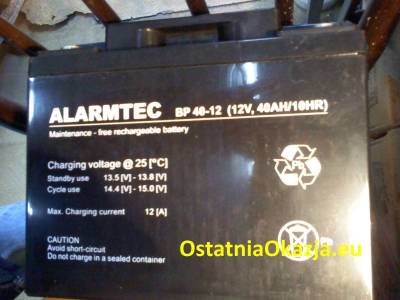 ALARMTEC BP 40-12 (12V, 40AH/10HR)
Maintenance - free rechargeable battery
Charging voltage @ 25 [°C]
Standby use 13.5 [V] - 13.8 [V]
Cycle use 14.4 [V] - 15.0 [V]
Max. Charging current 12 [A]
Pb
CAUTION
Avoid short-circuit
Do not charge in a sealed container
Pb
OstatniaOkazja.eu